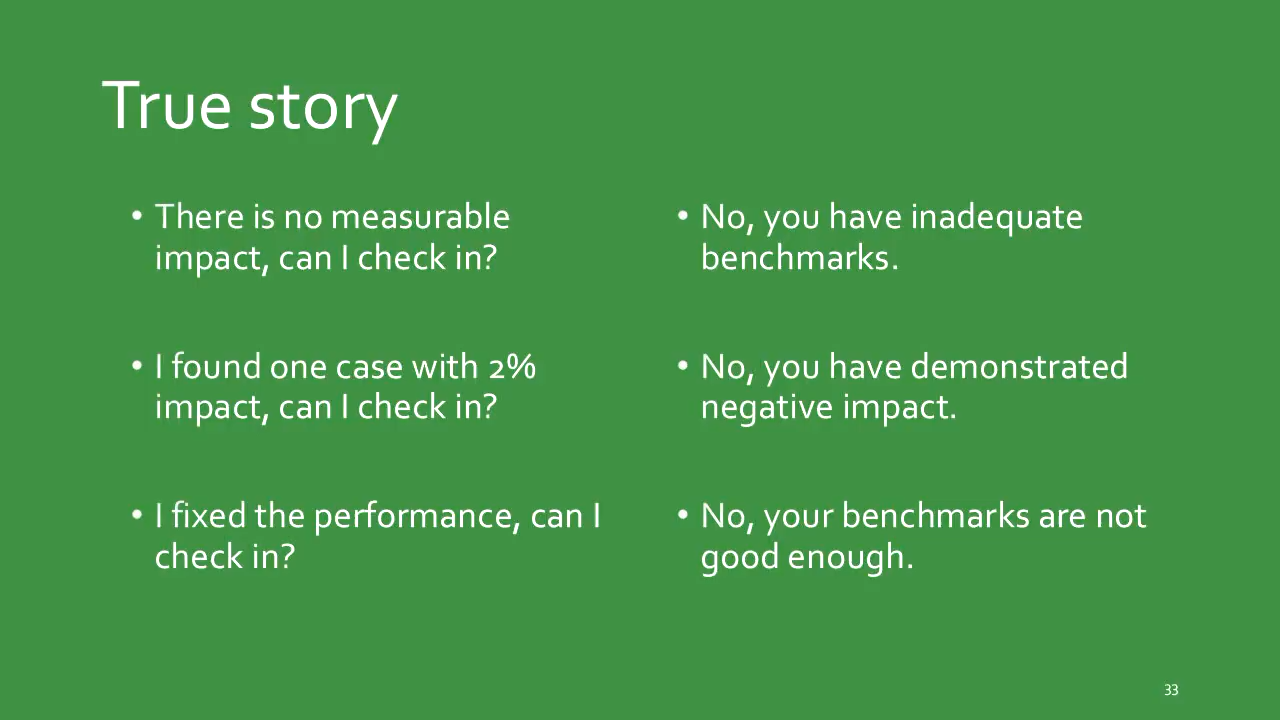 True story
• There is no measurable
impact, can I check in?
• No, you have inadequate
benchmarks.
• I found one case with 2%
impact, can I check in?
• No, you have demonstrated
negative impact.
• I fixed the performance, can I
check in?
• No, your benchmarks are not
good enough.
33